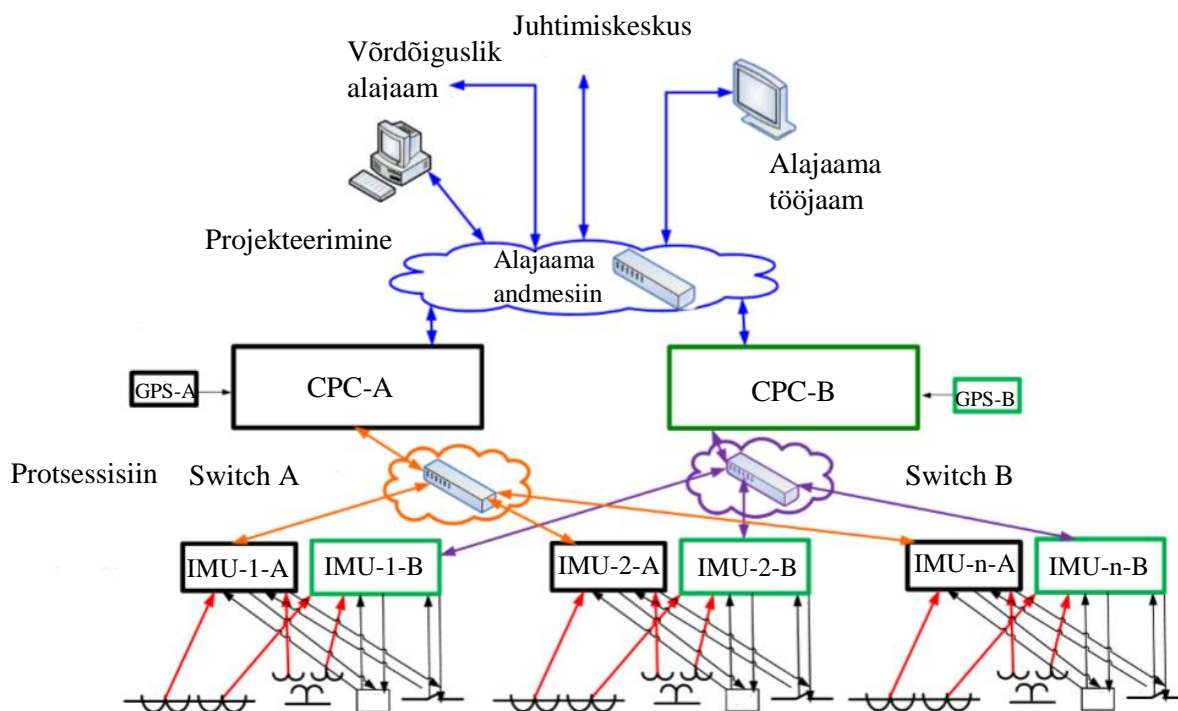 Juhtimiskeskus
Võrdõiguslik
alajaam
Alajaama
tööjaam
Projekteerimine
Alajaama
andmesiin
GPS-A
CPC-A
CPC-B
GPS-B
Protsessisiin
Switch A
Switch B
IMU-1-A
IMU-1-B
IMU-2-A
IMU-2-B
IMU-n-A
IMU-n-B